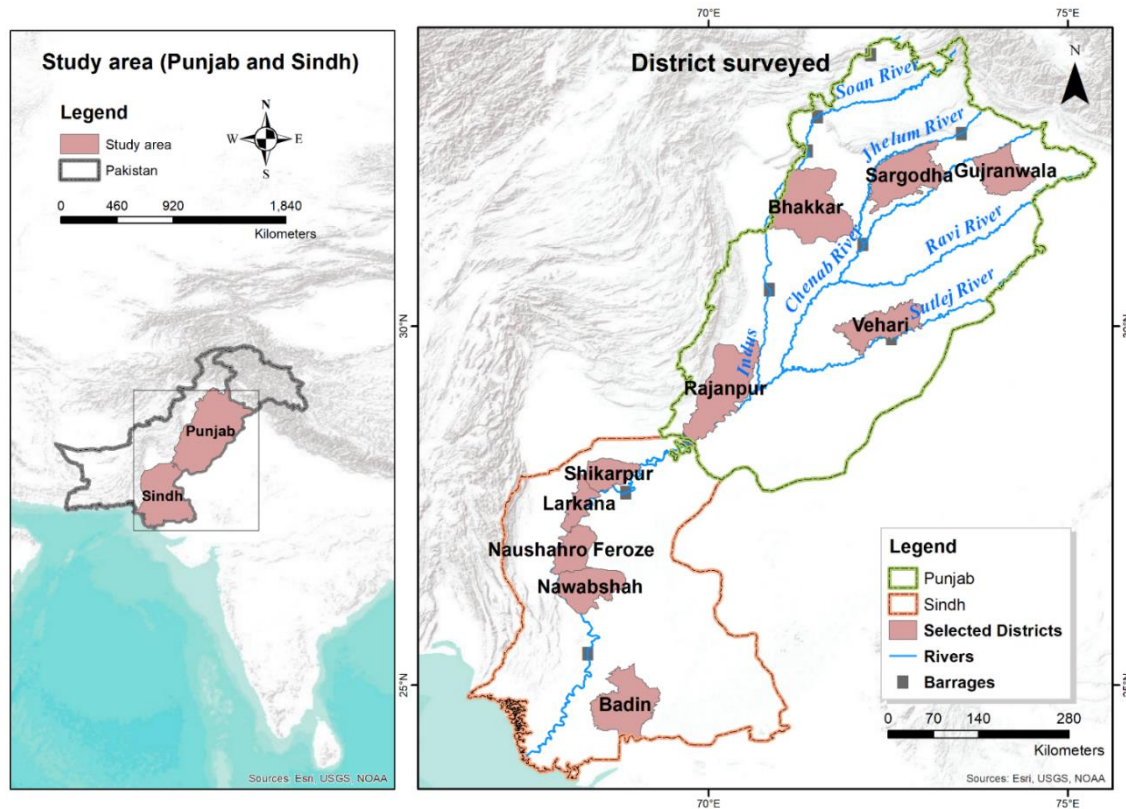 Study area (Punjab and Sindh)
Legend
Study area
Pakistan
N
W E
S
0 460 920 1,840
Kilometers
Punjab
Sindh
Sources: Esri, USGS, NOAA
70°E 75°E
District surveyed
N
Soan River
Jhelum River
Sargodha
Gujranwala
Bhakkar
Chenab River
Ravi River
Sutlej River
Vehari
Indus
Rajanpur
30°N 30°N
Shikarpur
Larkana
Naushahro Feroze
Nawabshah
Badin
25°N 25°N
Legend
Punjab
Sindh
Selected Districts
Rivers
Barrages
0 70 140 280
Kilometers
Sources: Esri, USGS, NOAA
70°E 75°E